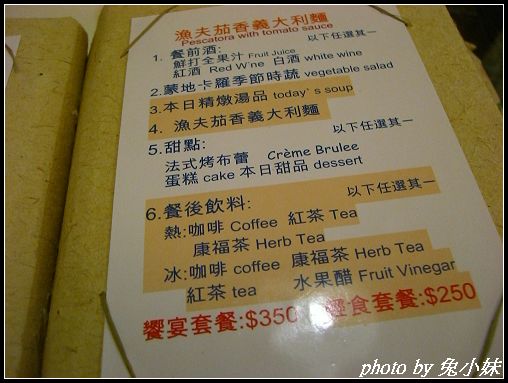 漁夫茄香義大利麵
Pescatora with tomato sauce
1. 餐前酒: 以下任選其一
鮮打全果汁 Fruit Juice
紅酒 Red W'ne 白酒 white wine
2.蒙地卡羅季節時蔬 vegetable salad
3.本日精燉湯品 today`s soup
4. 漁夫茄香義大利麵
5.甜點: 以下任選其一
法式烤布蕾 Crème Brulee
蛋糕 cake 本日甜品 dessert
6.餐後飲料: 以下任選其一
熱:咖啡 Coffee 紅茶 Tea
康福茶 Herb Tea
冰:咖啡 coffee 康福茶 Herb Tea
紅茶 tea 水果醋 Fruit Vinegar
饗宴套餐:$350 輕食套餐:$250
photo by 兔小妹